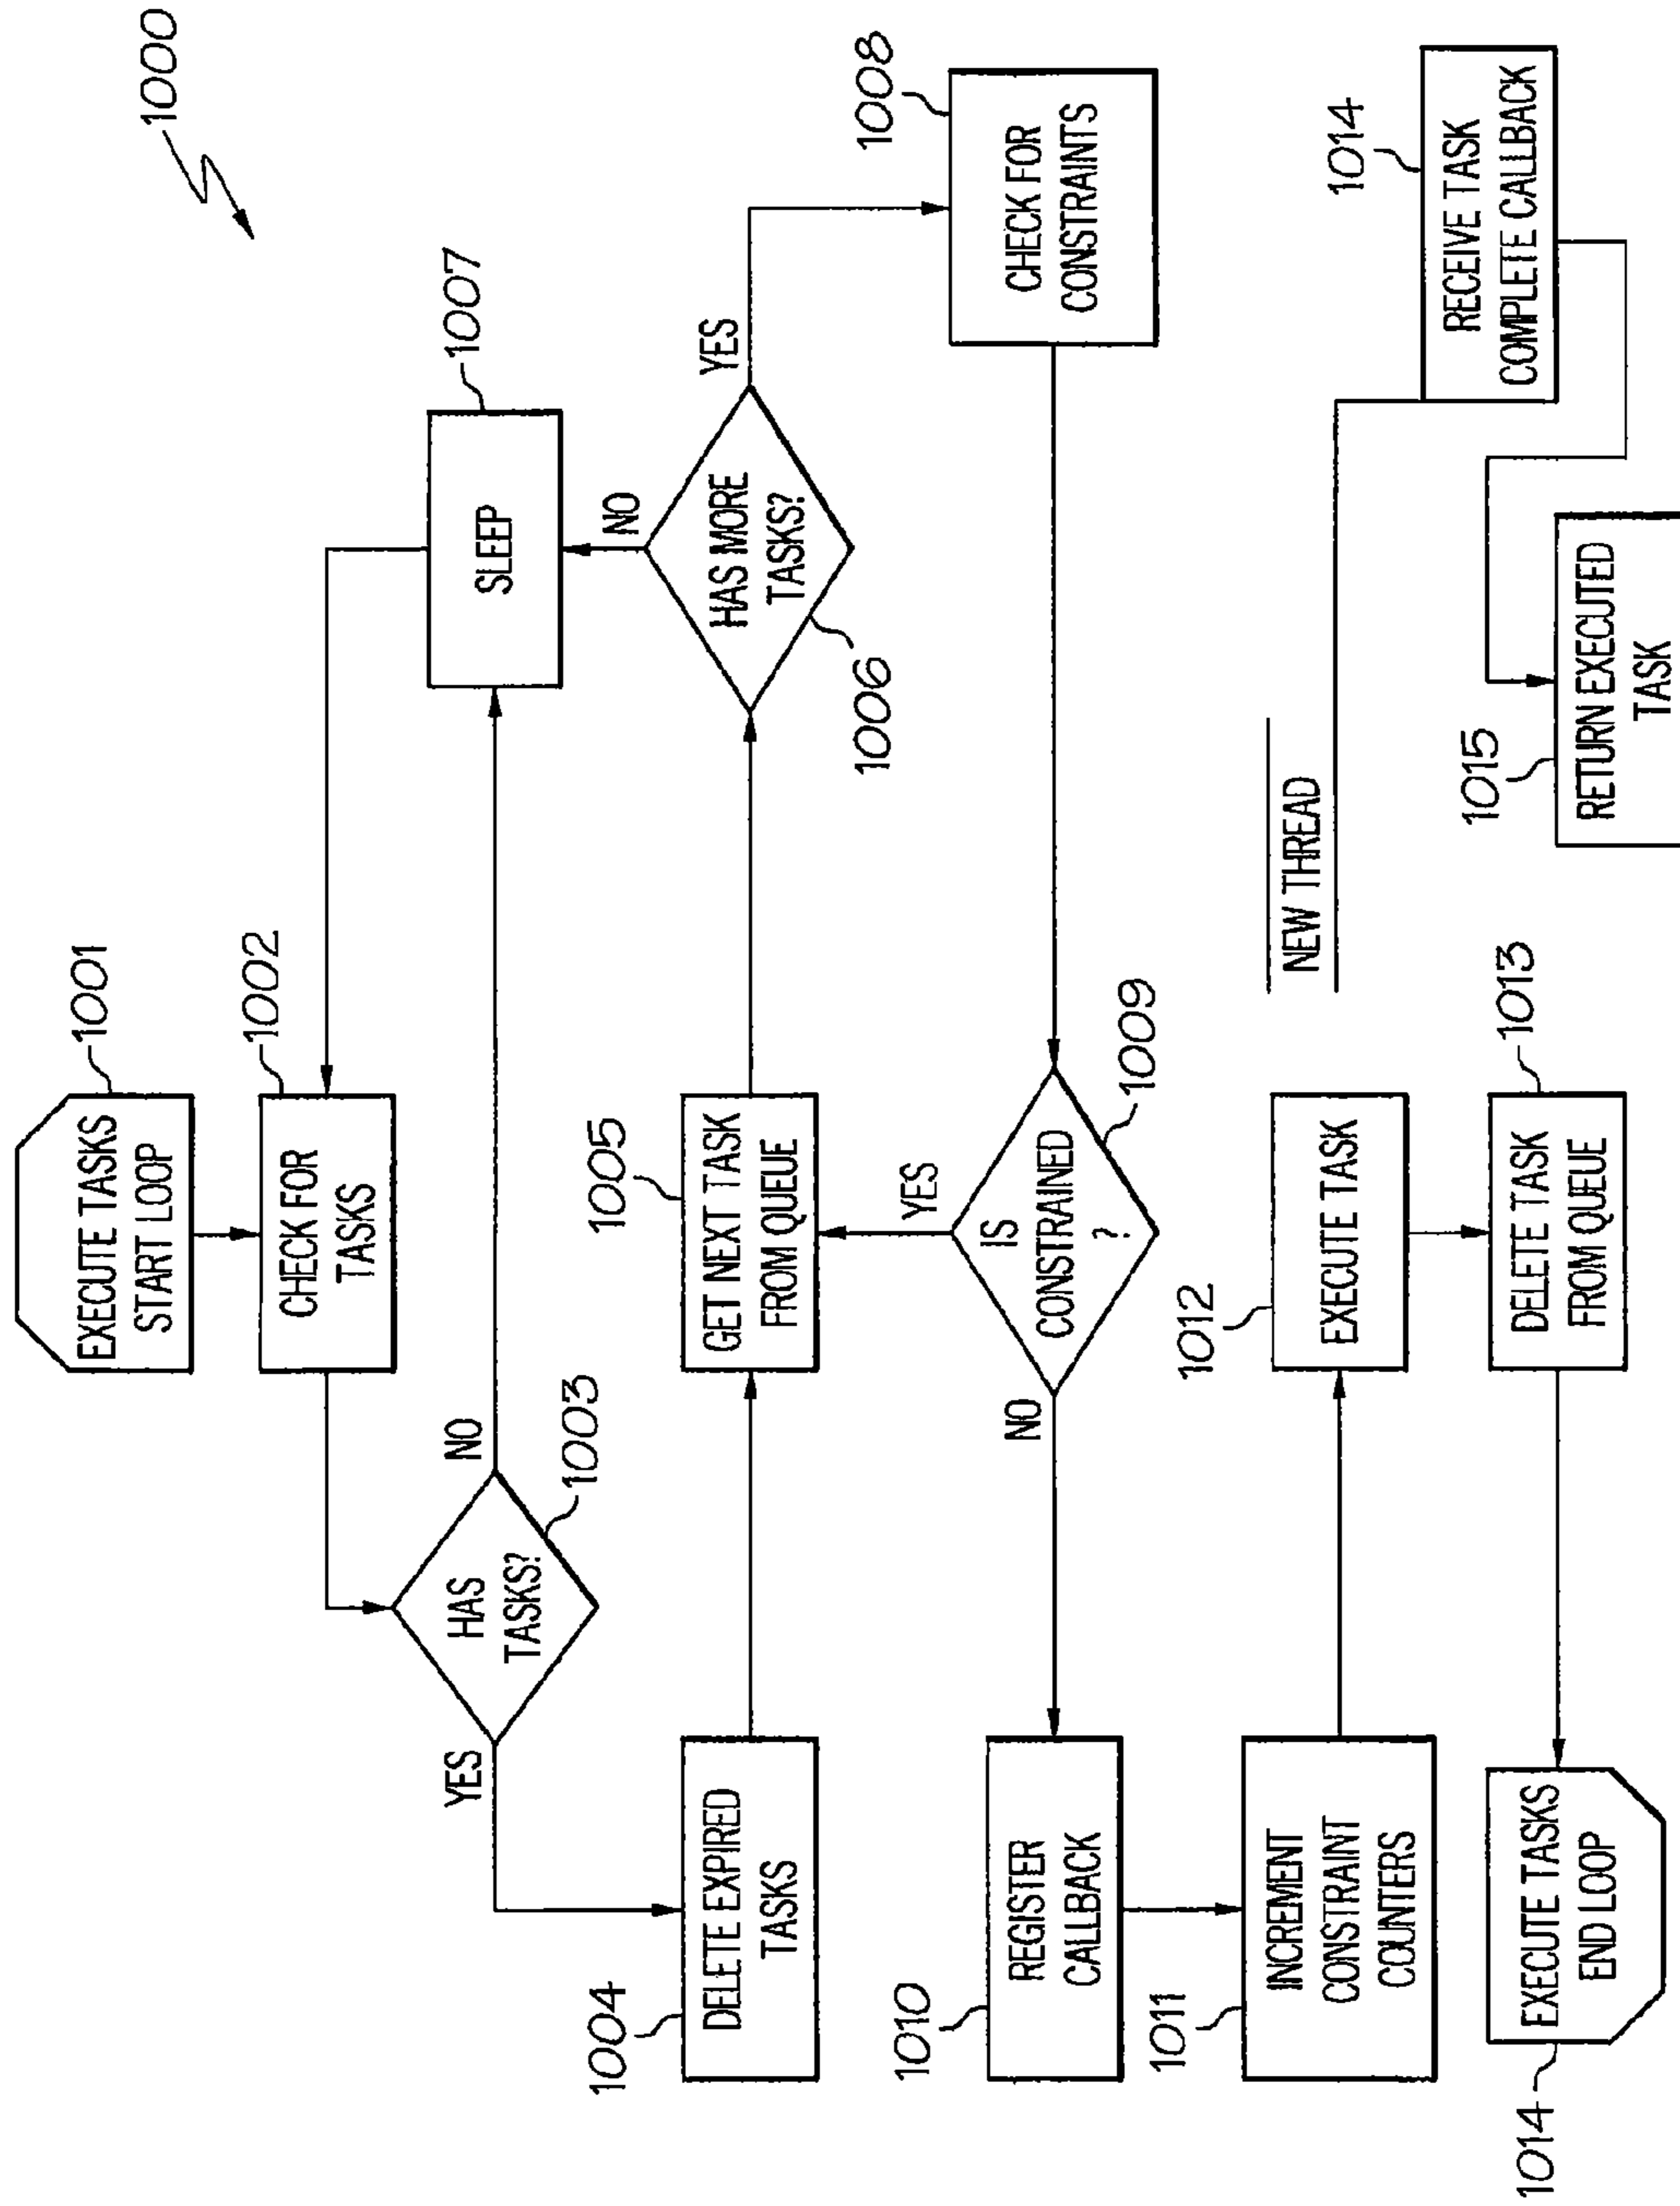 1000
EXECUTE TASKS
START LOOP
1001
CHECK FOR
TASKS
1002
HAS
TASKS?
1003
YES
NO
SLEEP
1007
DELETE EXPIRED
TASKS
1004
GET NEXT TASK
FROM QUEUE
1005
HAS MORE
TASKS?
1006
NO
YES
CHECK FOR
CONSTRAINTS
1008
IS
CONSTRAINED
?
1009
YES
NO
REGISTER
CALLBACK
1010
INCREMENT
CONSTRAINT
COUNTERS
1011
EXECUTE TASK
1012
DELETE TASK
FROM QUEUE
1013
EXECUTE TASKS
END LOOP
1014
NEW THREAD
RECEIVE TASK
COMPLETE CALLBACK
1014
RETURN EXECUTED
TASK
1015